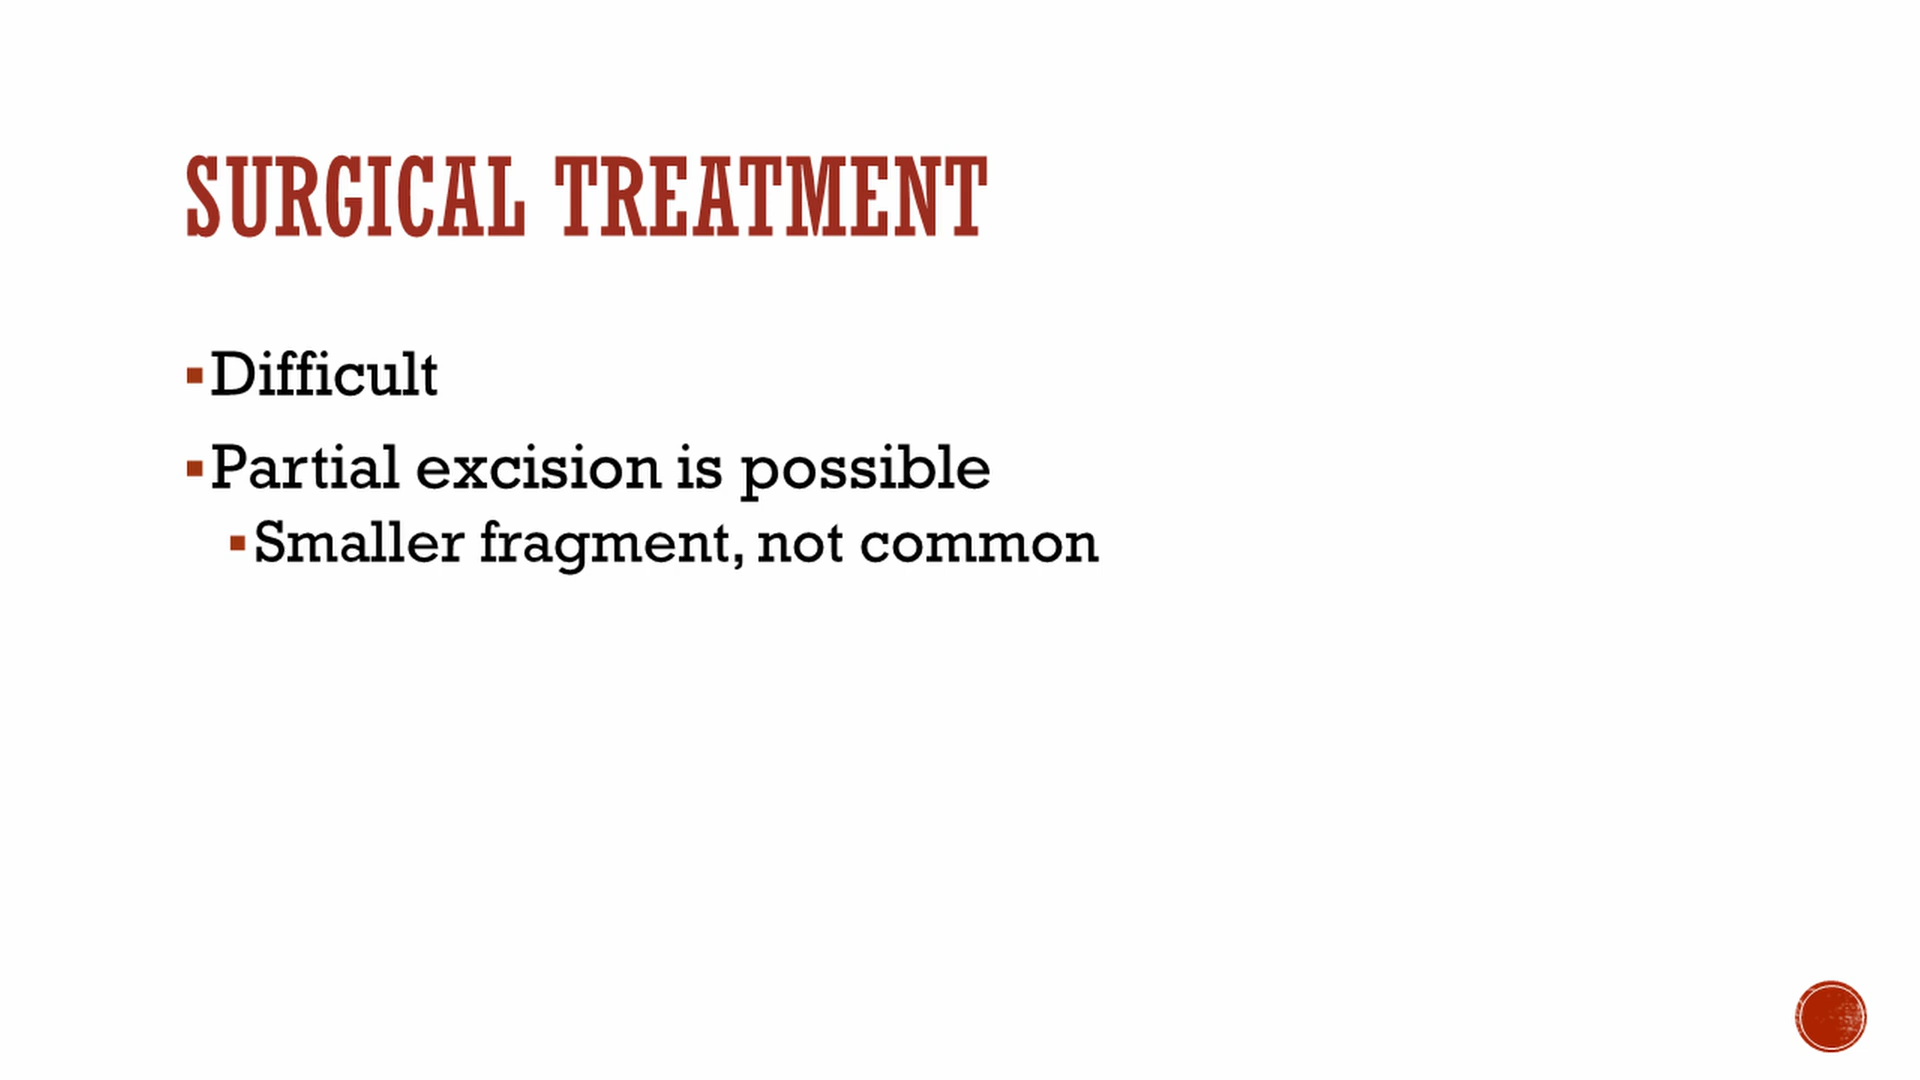 SURGICAL TREATMENT
▪Difficult
▪Partial excision is possible
▪Smaller fragment, not common